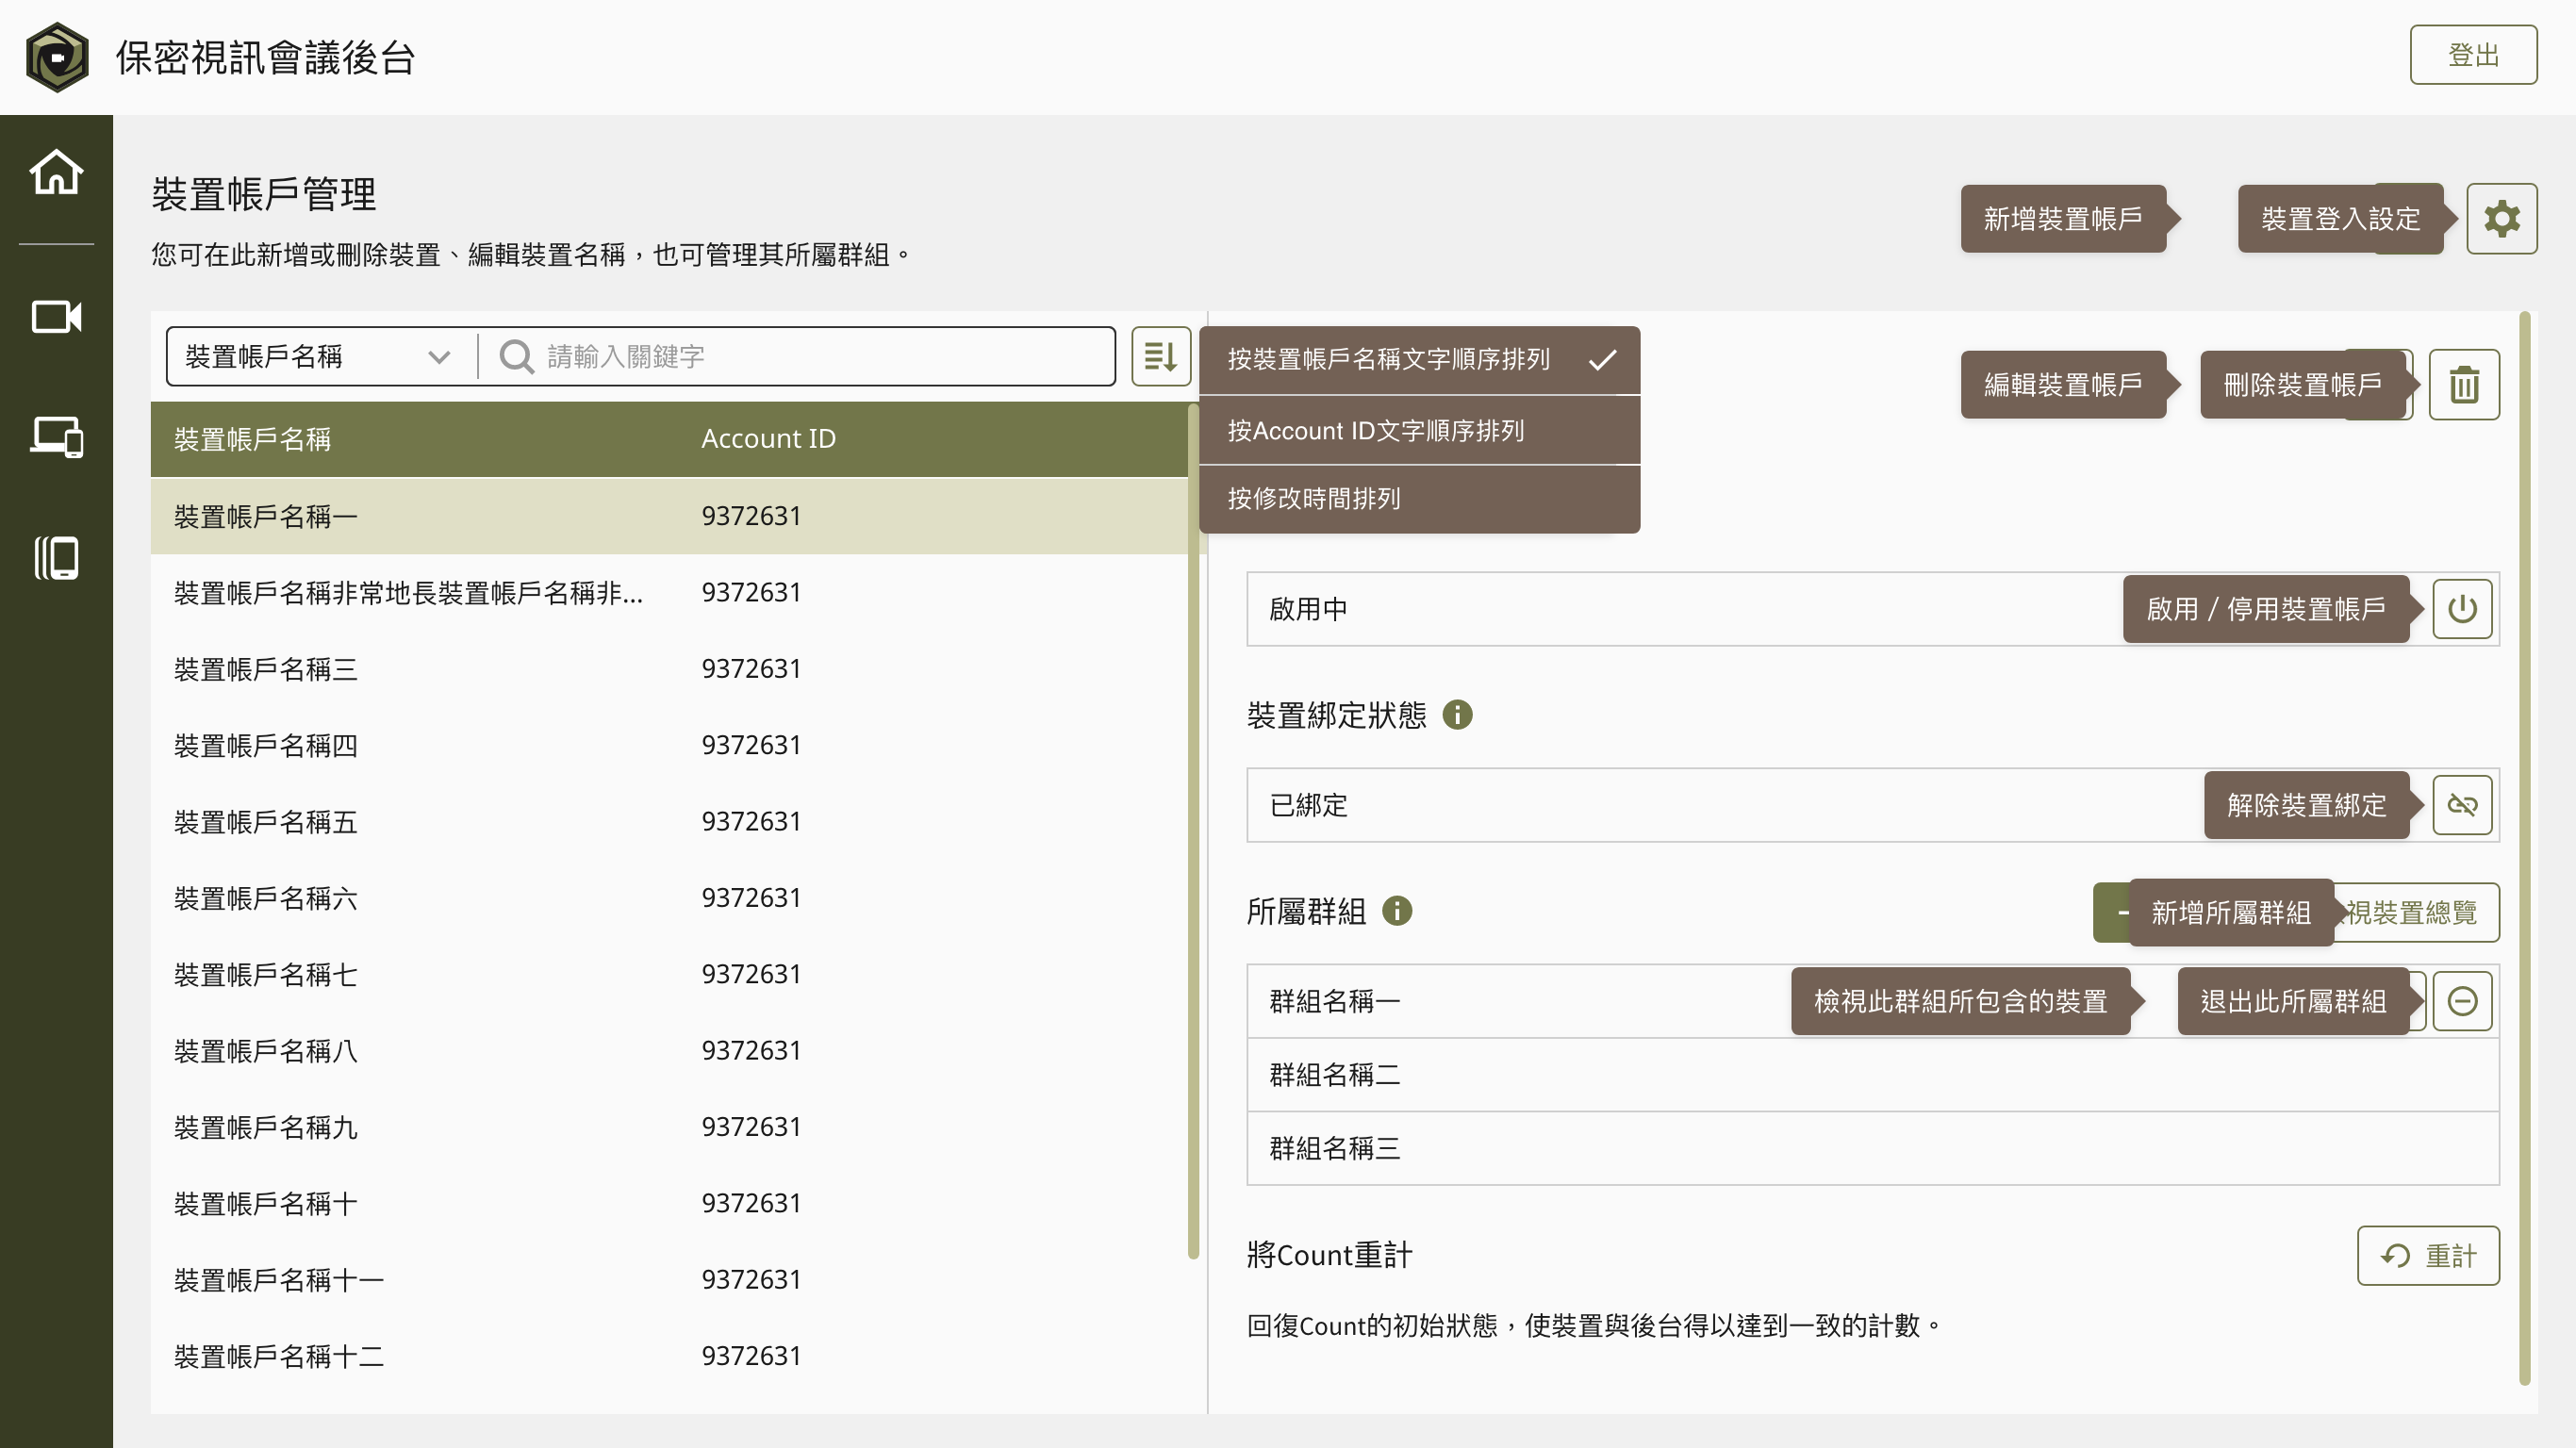 保密視訊會議後台
登出
裝置帳戶管理
您可在此新增或刪除裝置、編輯裝置名稱，也可管理其所屬群組。
新增裝置帳戶
裝置登入設定
裝置帳戶名稱
請輸入關鍵字
按裝置帳戶名稱文字順序排列
按Account ID文字順序排列
按修改時間排列
編輯裝置帳戶
刪除裝置帳戶
裝置帳戶名稱 Account ID
裝置帳戶名稱一 9372631
裝置帳戶名稱非常地長裝置帳戶名稱非... 9372631
裝置帳戶名稱三 9372631
裝置帳戶名稱四 9372631
裝置帳戶名稱五 9372631
裝置帳戶名稱六 9372631
裝置帳戶名稱七 9372631
裝置帳戶名稱八 9372631
裝置帳戶名稱九 9372631
裝置帳戶名稱十 9372631
裝置帳戶名稱十一 9372631
裝置帳戶名稱十二 9372631
啟用中
啟用 / 停用裝置帳戶
裝置綁定狀態
已綁定
解除裝置綁定
所屬群組
新增所屬群組
視裝置總覽
群組名稱一
檢視此群組所包含的裝置
退出此所屬群組
群組名稱二
群組名稱三
將Count重計
重計
回復Count的初始狀態，使裝置與後台得以達到一致的計數。